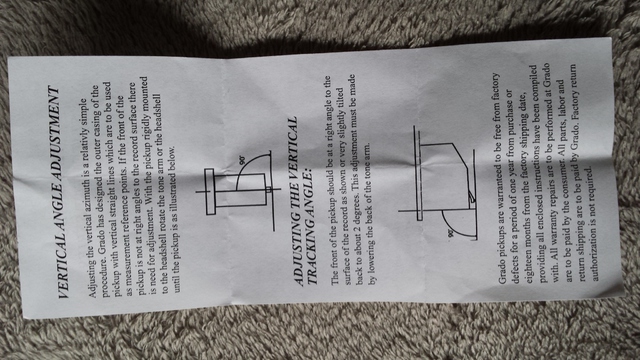 VERTICAL ANGLE ADJUSTMENT
Adjusting the vertical azimuth is a relativly simple
procedure. Grado has designed the outer casing of the
pickup with vertical straight lines which are to be used
as measurement reference points. If the front of the
pickup is not at right angles to the record surface there
is need for adjustment. With the pickup rigidly mounted
to the headshell rotate the tone arm or the headshell
until the pickup is as illustrated below.
90°
ADJUSTING THE VERTICAL
TRACKING ANGLE:
The front of the pickup should be at a right angle to the
surface of the record as shown or very slightly tilted
back to about 2 degrees. This adjustment must be made
by lowering the back of the tone arm.
90°
Grado pickups are warranteed to be free from factory
defects for a period of one year from purchase or
eighteen months from the factory shipping date,
providing all enclosed instructions have been compiled
with. All warranty repairs are to be performed at Grado
are to be paid by the consumer. All parts, labor and
return shipping are to be paid by Grado. Factory return
authorization is not required.